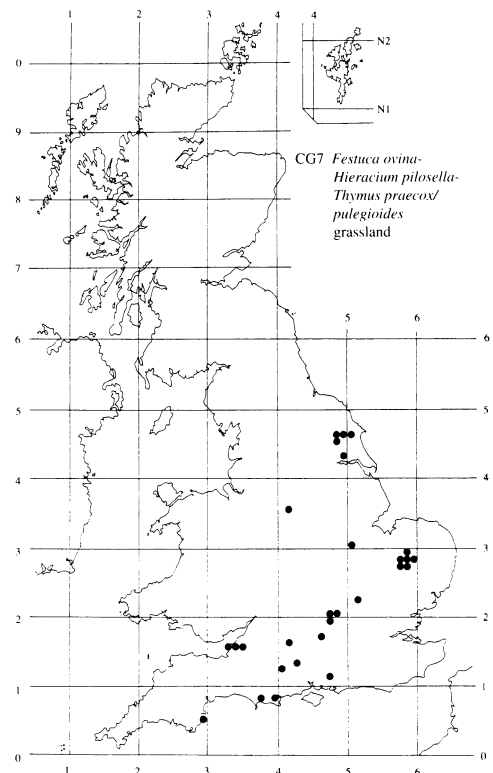 1 2 3 4
4
N2
N1
0
9
CG7 Festuca ovina-
Hieracium pilosella-
Thymus praecox/
pulegioides
grassland
8
7
5 6
6 6
5 5
4 4
3 3
2 2
1 1
0 0
1 2 3 4 5 6